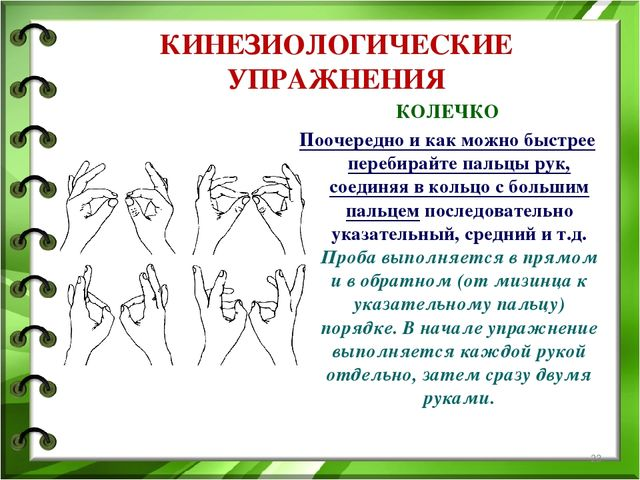 КИНЕЗИОЛОГИЧЕСКИЕ
УПРАЖНЕНИЯ
КОЛЕЧКО
Поочередно и как можно быстрее
перебирайте пальцы рук,
соединяя в кольцо с большим
пальцем последовательно
указательный, средний и т.д.
Проба выполняется в прямом
и в обратном (от мизинца к
указательному пальцу)
порядке. В начале упражнение
выполняется каждой рукой
отдельно, затем сразу двумя
руками.
23